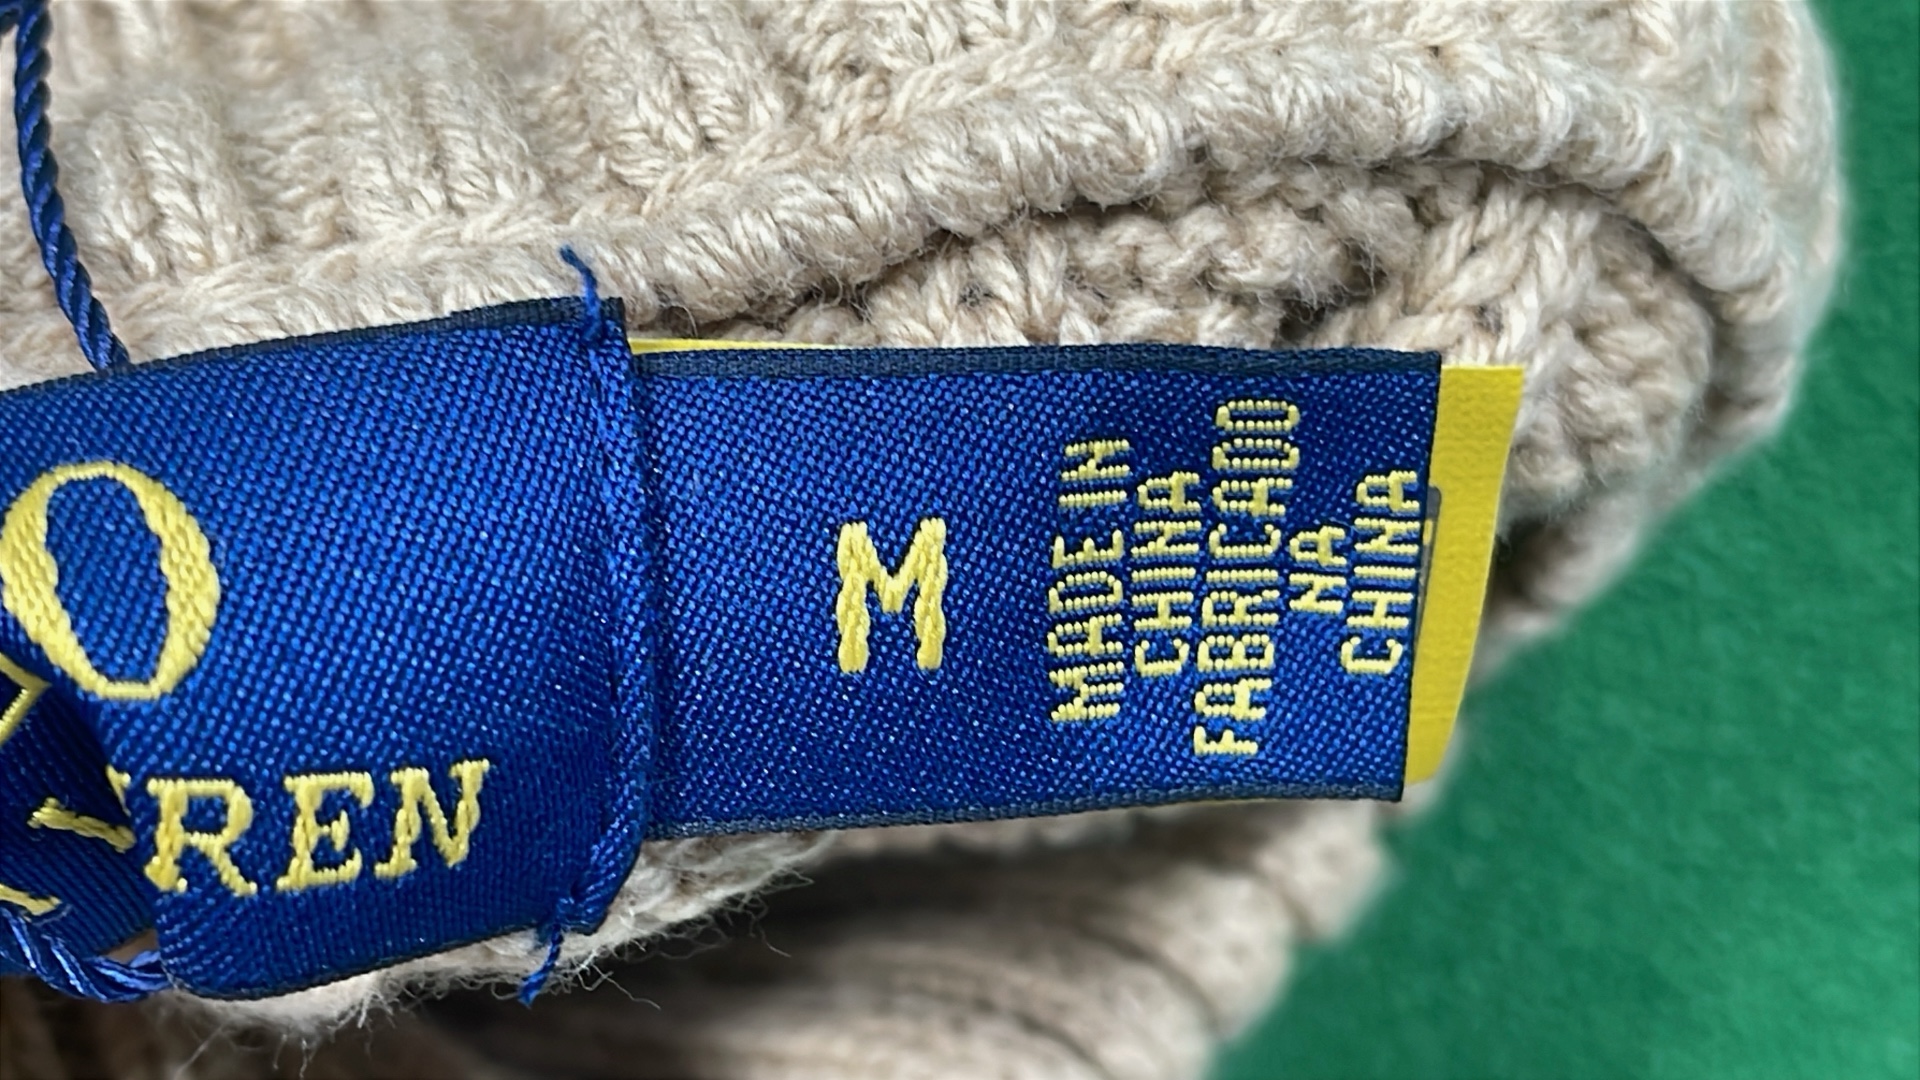 O
REN
M
MADE IN
CHINA
FABRICADO
NA
CHINA